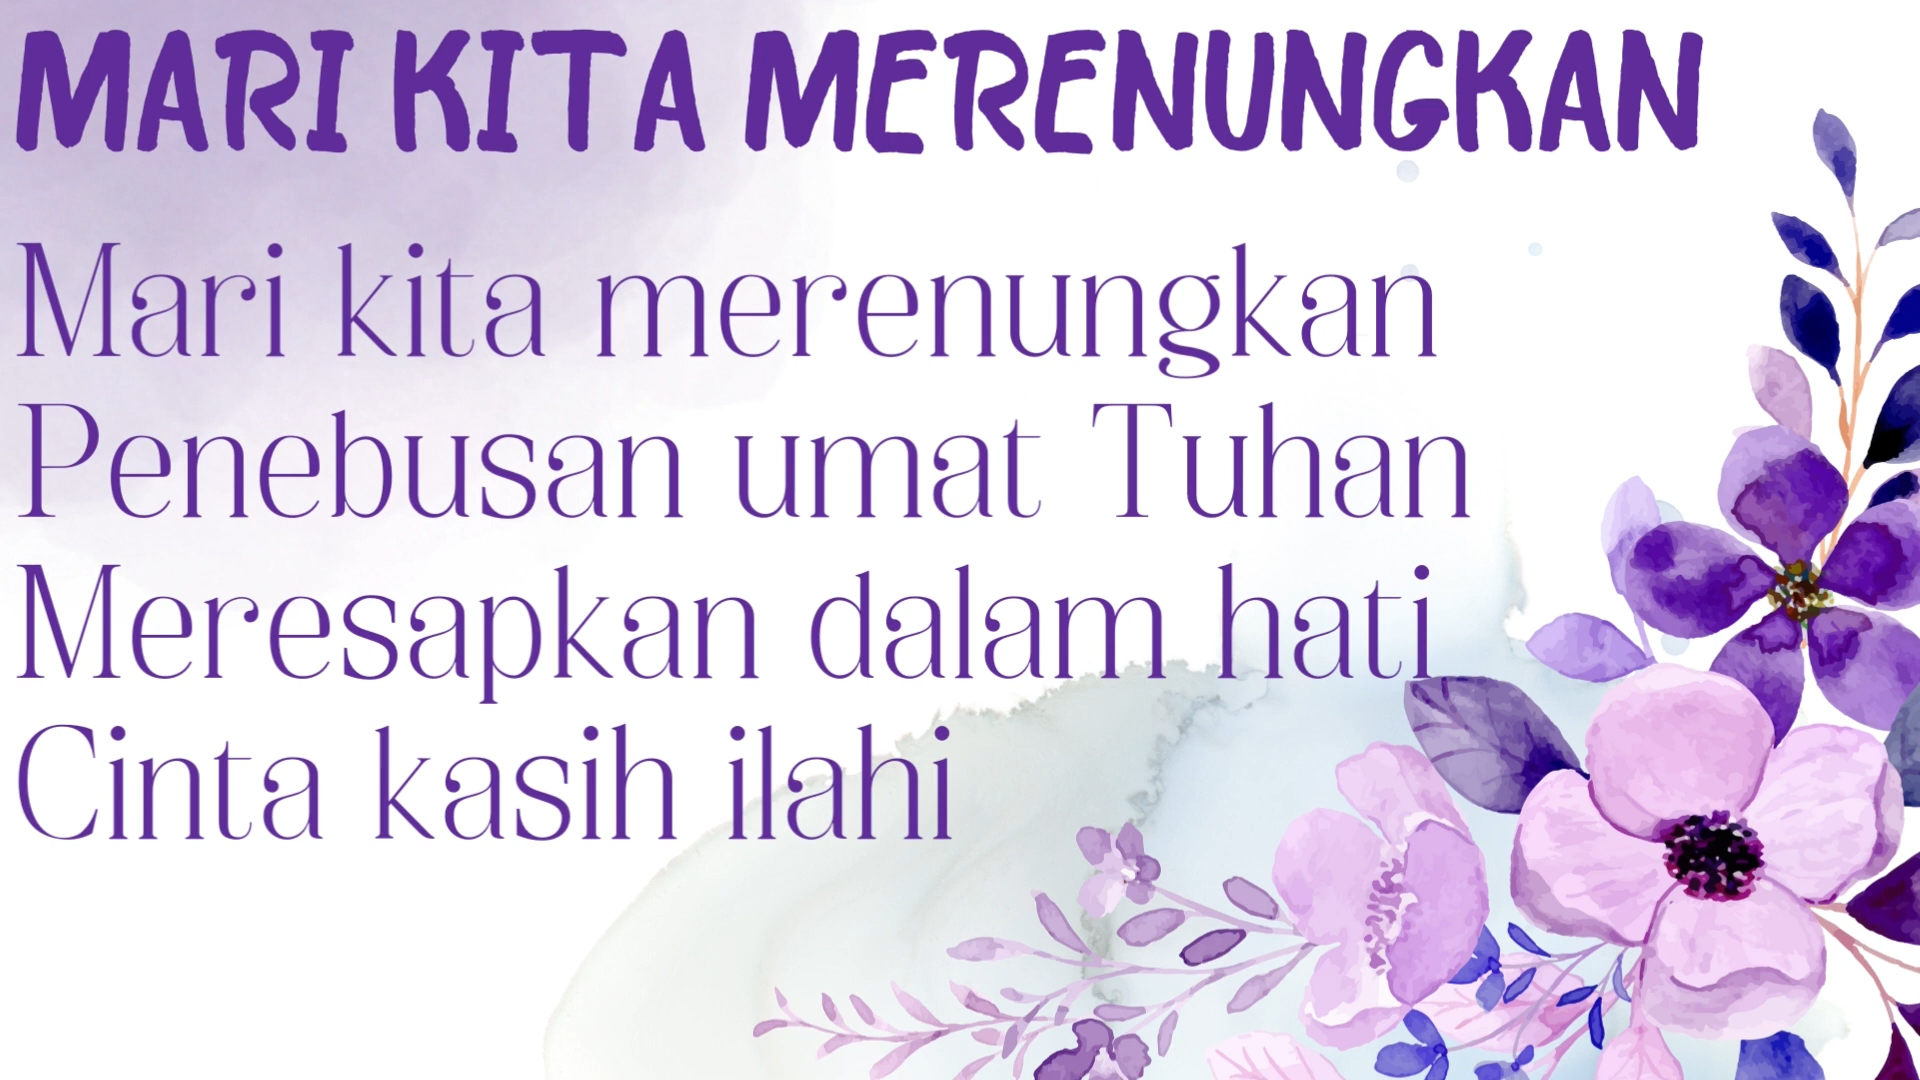 MARI KITA MERENUNGKAN
Mari kita merenungkan
Penebusan umat Tuhan
Meresapkan dalam hati
Cinta kasih ilahi